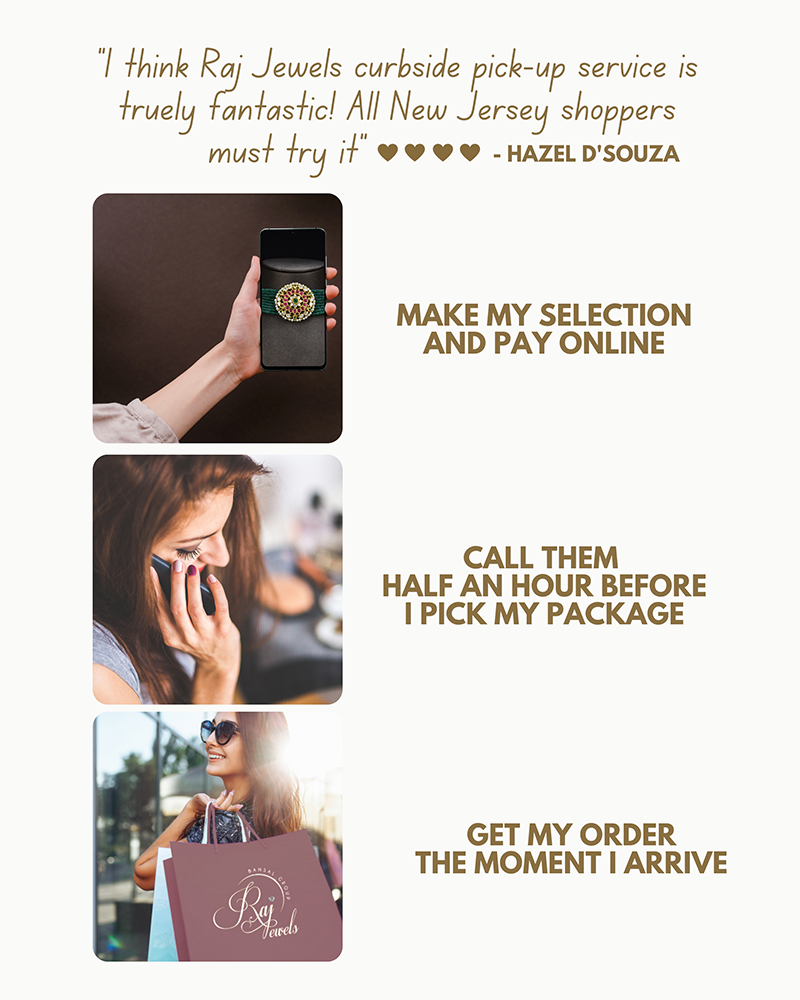 "I think Raj Jewels curbside pick-up service is
truely fantastic! All New Jersey shoppers
must try it" ♥♥♥♥ - HAZEL D'SOUZA
MAKE MY SELECTION
AND PAY ONLINE
CALL THEM
HALF AN HOUR BEFORE
I PICK MY PACKAGE
GET MY ORDER
THE MOMENT I ARRIVE
BANSAL GROUP
Raj
Jewels